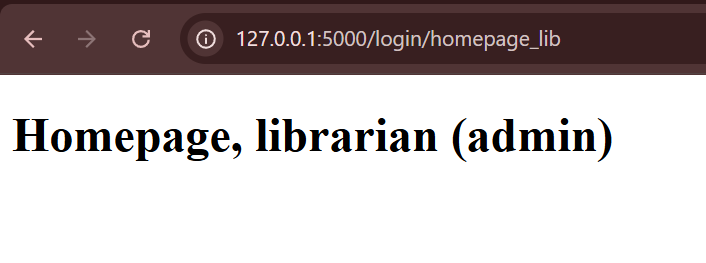 127.0.0.1:5000/login/homepage_lib
Homepage, librarian (admin)